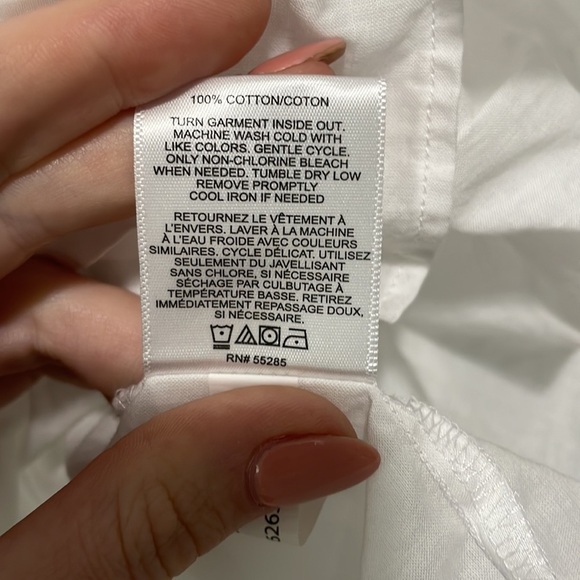 100% COTTON/COTON
TURN GARMENT INSIDE OUT.
MACHINE WASH COLD WITH
LIKE COLORS. GENTLE CYCLE.
ONLY NON-CHLORINE BLEACH
WHEN NEEDED. TUMBLE DRY LOW
REMOVE PROMPTLY
COOL IRON IF NEEDED
RETOURNEZ LE VÊTEMENT À
L'ENVERS. LAVER À LA MACHINE
À L'EAU FROIDE AVEC COULEURS
SIMILAIRES. CYCLE DÉLICAT. UTILISEZ
SEULEMENT DU JAVELLISANT
SANS CHLORE, SI NÉCESSAIRE
SÉCHAGE PAR CULBUTAGE À
TEMPÉRATURE BASSE. RETIREZ
IMMÉDIATEMENT REPASSAGE DOUX,
SI NÉCESSAIRE.
RN# 55285